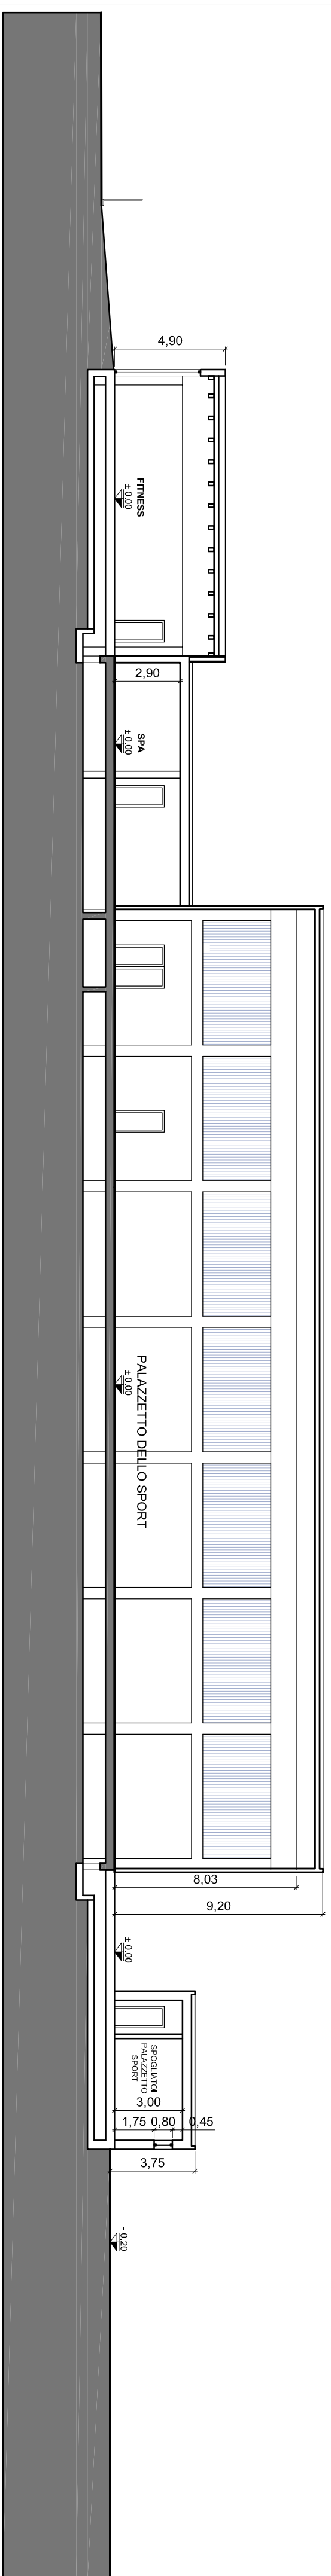 4,90
FITNESS
± 0.00
2,90
SPA
± 0.00
PALAZZETTO DELLO SPORT
± 0.00
8,03
9,20
± 0.00
SPOGLIATOI
PALAZZETTO
SPORT
3,00
1,75 0,80 0,45
3,75
- 0.20